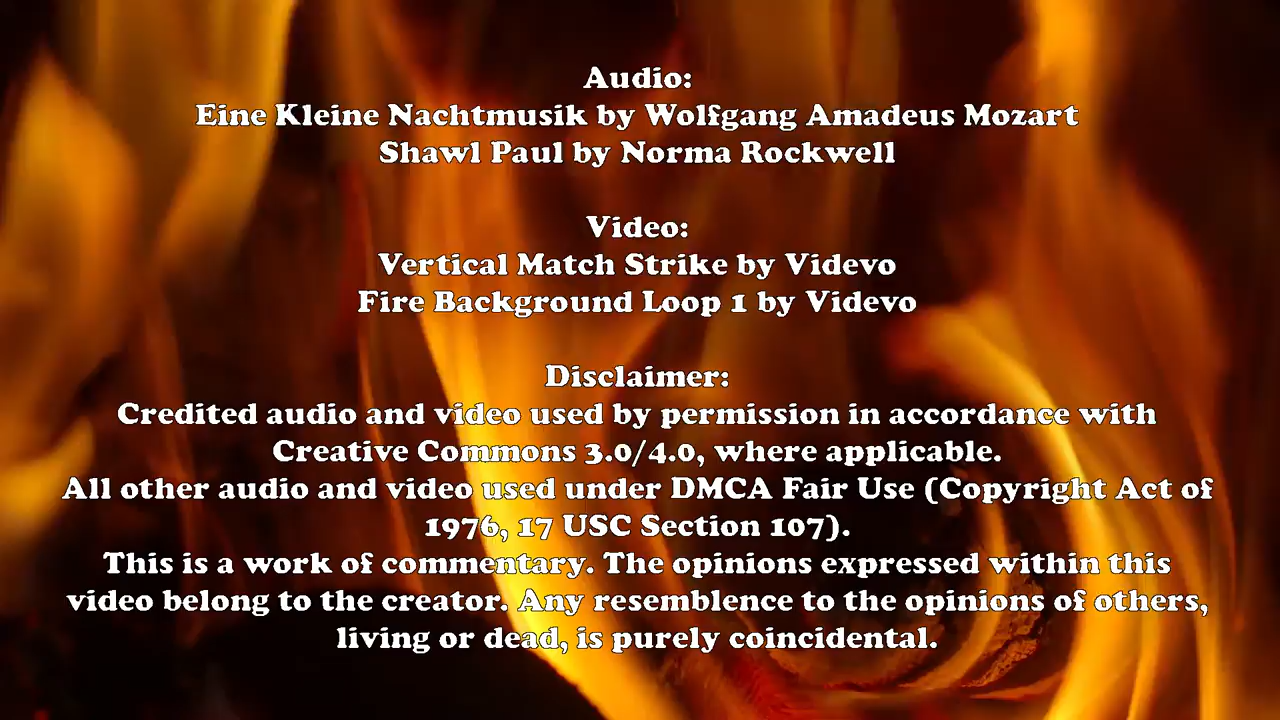 Audio:
Eine Kleine Nachtmusik by Wolfgang Amadeus Mozart
Shawl Paul by Norma Rockwell
Video:
Vertical Match Strike by Videvo
Fire Background Loop 1 by Videvo
Disclaimer:
Credited audio and video used by permission in accordance with
Creative Commons 3.0/4.0, where applicable.
All other audio and video used under DMCA Fair Use (Copyright Act of
1976, 17 USC Section 107).
This is a work of commentary. The opinions expressed within this
video belong to the creator. Any resemblence to the opinions of others,
living or dead, is purely coincidental.